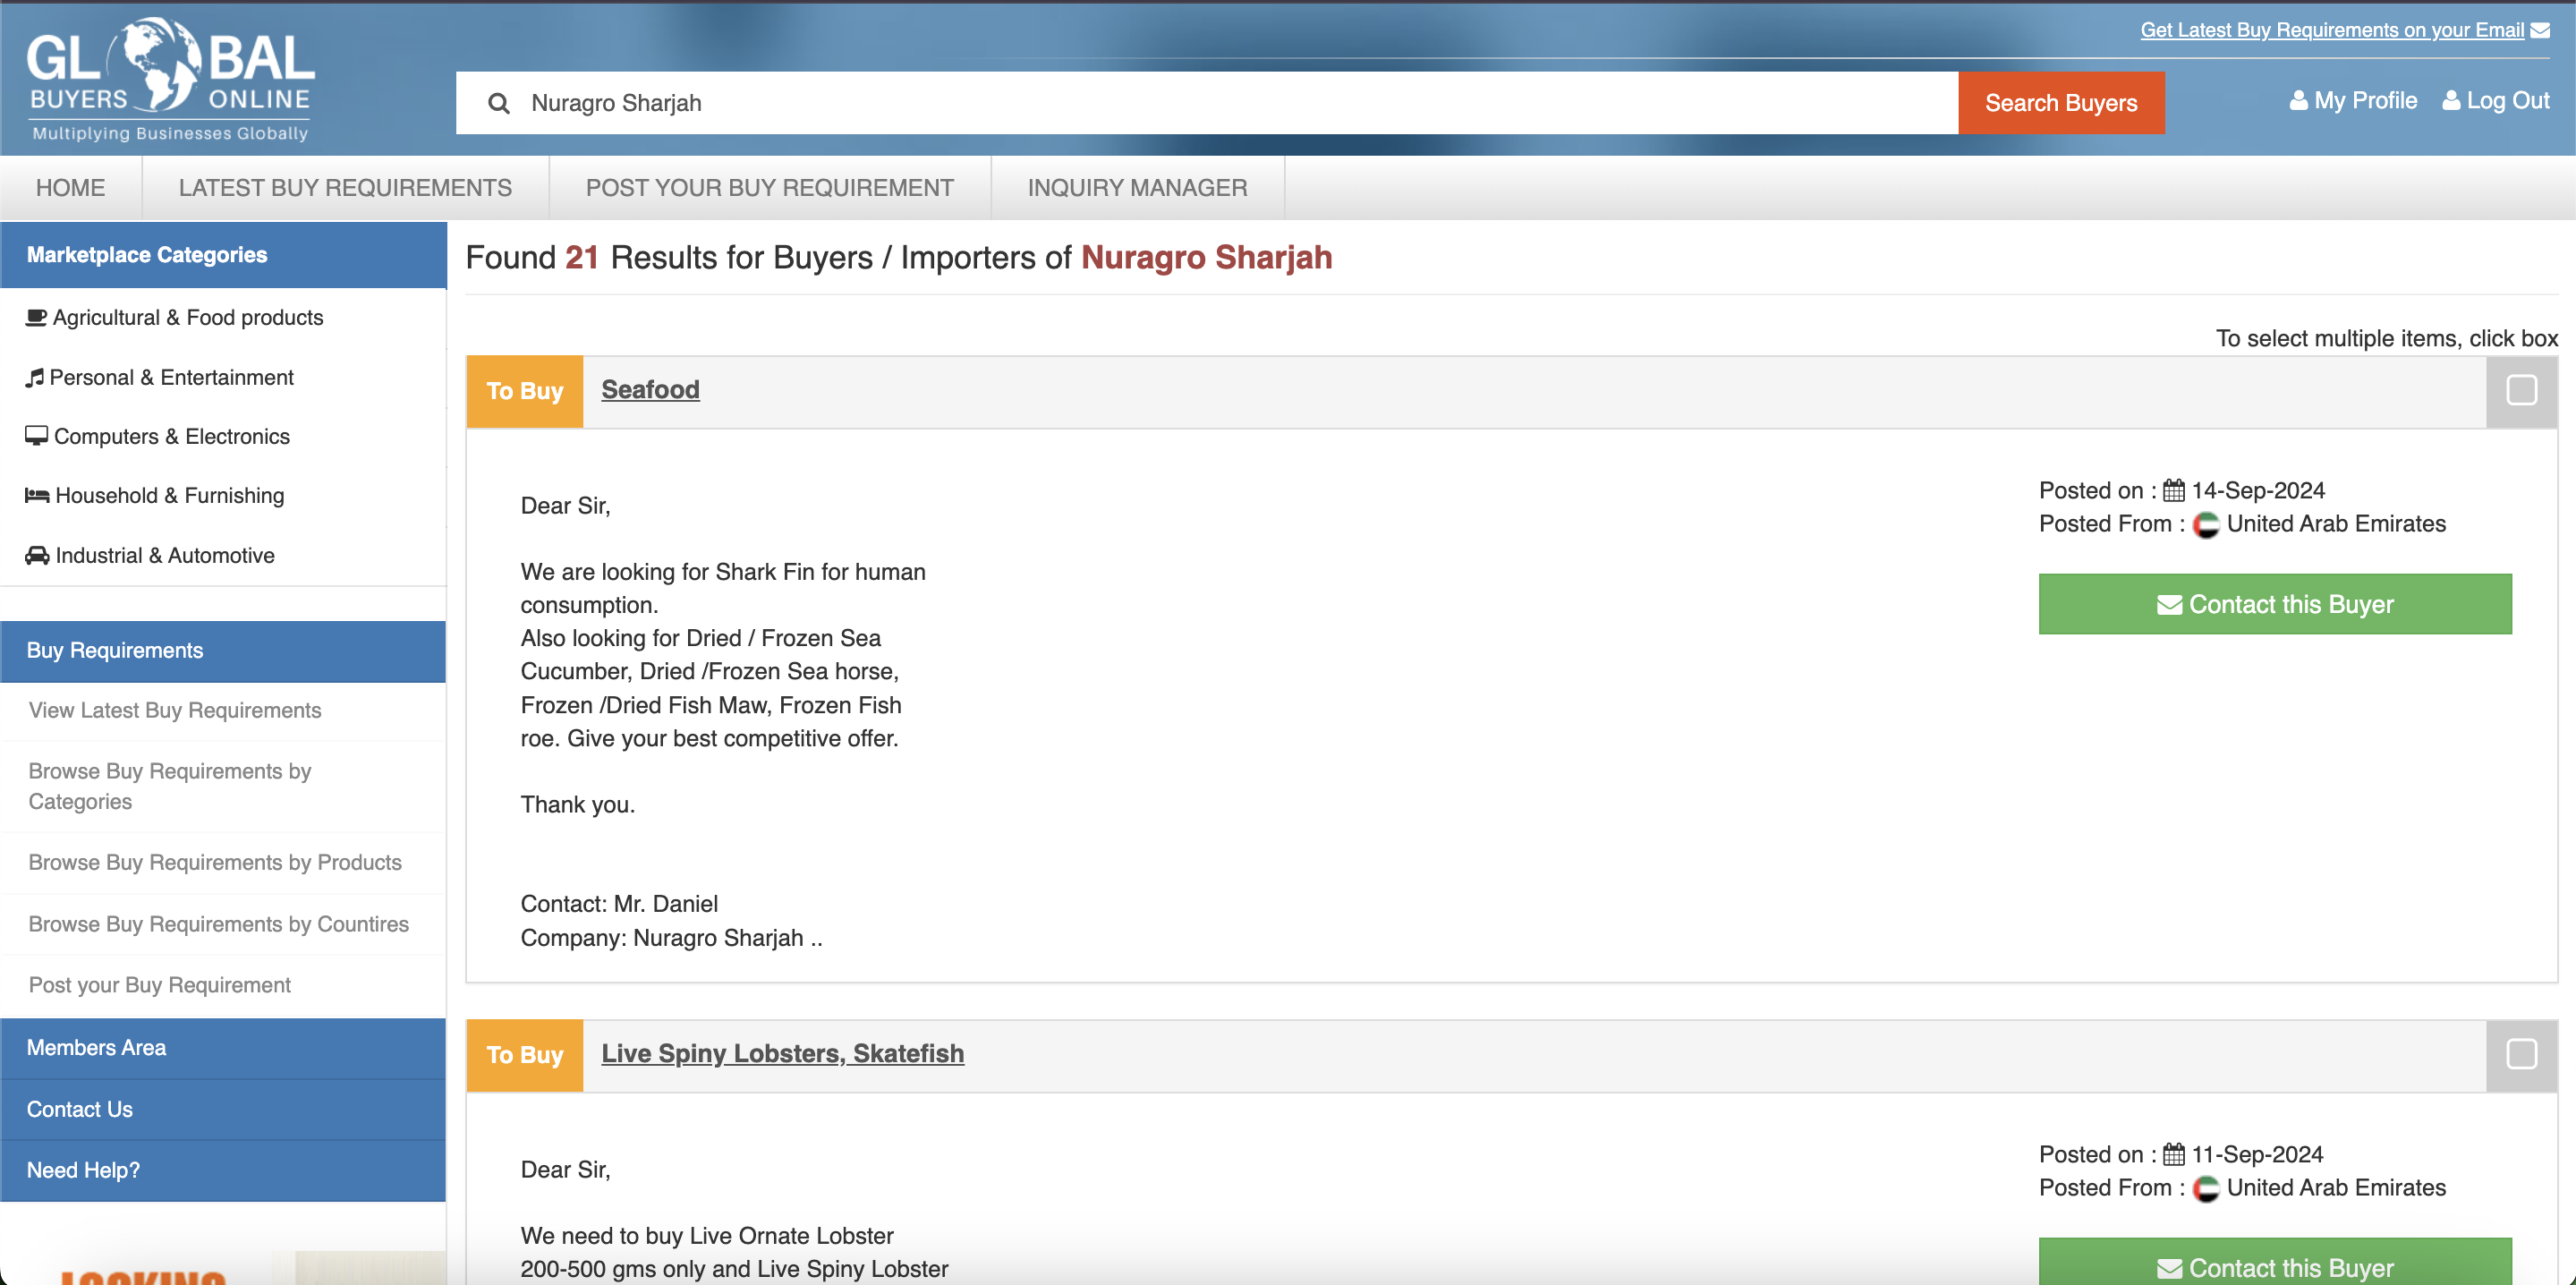 Get Latest Buy Requirements on your Email
GLOBAL
BUYERS ONLINE
Multiplying Businesses Globally
Nuragro Sharjah
Search Buyers
My Profile
Log Out
HOME
LATEST BUY REQUIREMENTS
POST YOUR BUY REQUIREMENT
INQUIRY MANAGER
Marketplace Categories
Agricultural & Food products
Personal & Entertainment
Computers & Electronics
Household & Furnishing
Industrial & Automotive
Buy Requirements
View Latest Buy Requirements
Browse Buy Requirements by
Categories
Browse Buy Requirements by Products
Browse Buy Requirements by Countires
Post your Buy Requirement
Members Area
Contact Us
Need Help?
LOOKING
Found 21 Results for Buyers / Importers of Nuragro Sharjah
To select multiple items, click box
To Buy
Seafood
Dear Sir,
We are looking for Shark Fin for human
consumption.
Also looking for Dried / Frozen Sea
Cucumber, Dried /Frozen Sea horse,
Frozen /Dried Fish Maw, Frozen Fish
roe. Give your best competitive offer.
Thank you.
Contact: Mr. Daniel
Company: Nuragro Sharjah ..
Posted on : 14-Sep-2024
Posted From : United Arab Emirates
Contact this Buyer
To Buy
Live Spiny Lobsters, Skatefish
Dear Sir,
We need to buy Live Ornate Lobster
200-500 gms only and Live Spiny Lobster
Posted on : 11-Sep-2024
Posted From : United Arab Emirates
Contact this Buyer